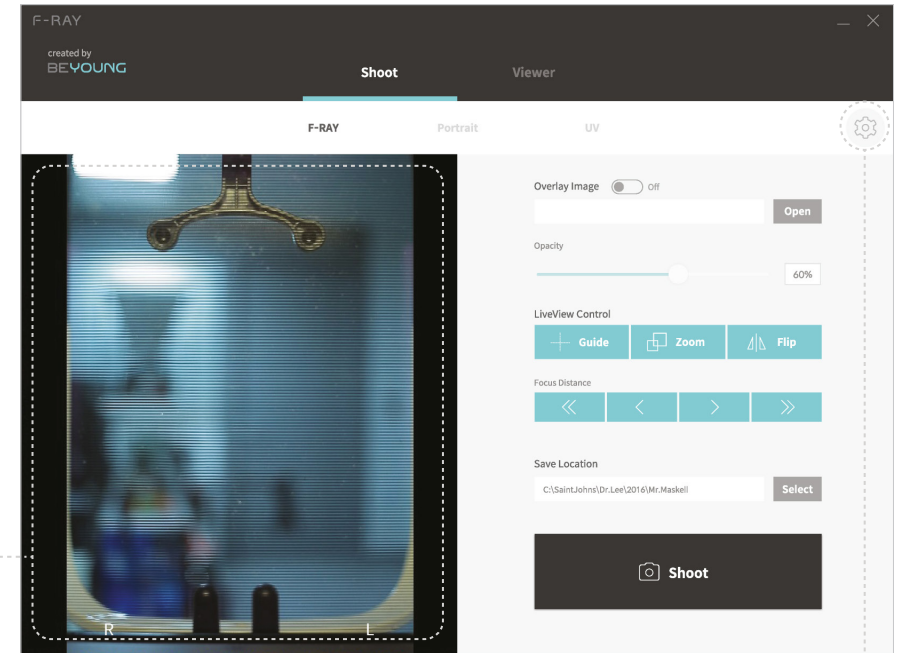 F-RAY
created by
BEYOUNG
Shoot
Viewer
F-RAY
Portrait
UV
Overlay Image
Off
Open
Opacity
60%
LiveView Control
Guide
Zoom
Flip
Focus Distance
Save Location
C:\SaintJohns\Dr.Lee\2016\Mr.Maskell
Select
Shoot
R
L